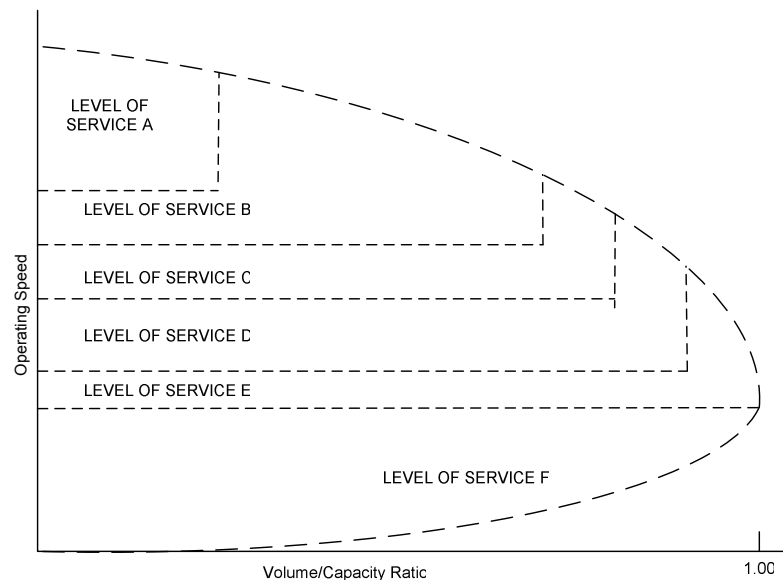 LEVEL OF
SERVICE A
LEVEL OF SERVICE B
LEVEL OF SERVICE C
LEVEL OF SERVICE D
LEVEL OF SERVICE E
LEVEL OF SERVICE F
Operating Speed
Volume/Capacity Ratio
1.00